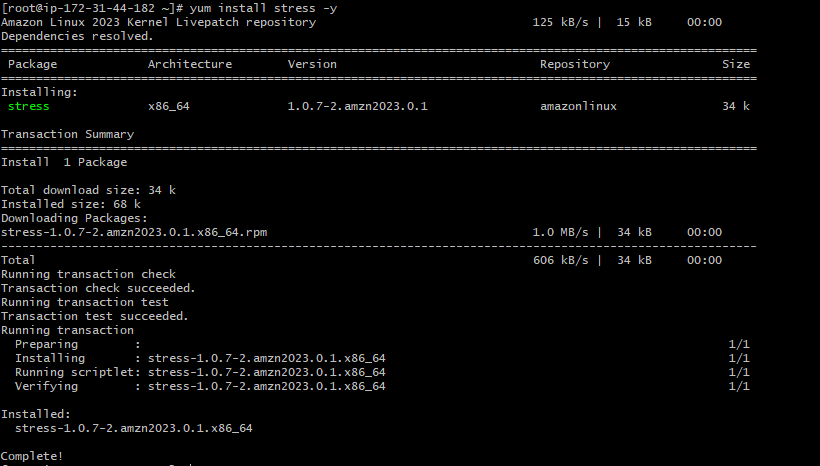 [root@ip-172-31-44-182 ~]# yum install stress -y
Amazon Linux 2023 Kernel Livepatch repository 125 kB/s | 15 kB 00:00
Dependencies resolved.
================================================================================
Package Architecture Version Repository Size
================================================================================
Installing:
stress x86_64 1.0.7-2.amzn2023.0.1 amazonlinux 34 k
Transaction Summary
================================================================================
Install 1 Package
Total download size: 34 k
Installed size: 68 k
Downloading Packages:
stress-1.0.7-2.amzn2023.0.1.x86_64.rpm 1.0 MB/s | 34 kB 00:00
--------------------------------------------------------------------------------
Total 606 kB/s | 34 kB 00:00
Running transaction check
Transaction check succeeded.
Running transaction test
Transaction test succeeded.
Running transaction
Preparing : 1/1
Installing : stress-1.0.7-2.amzn2023.0.1.x86_64 1/1
Running scriptlet: stress-1.0.7-2.amzn2023.0.1.x86_64 1/1
Verifying : stress-1.0.7-2.amzn2023.0.1.x86_64 1/1
Installed:
stress-1.0.7-2.amzn2023.0.1.x86_64
Complete!